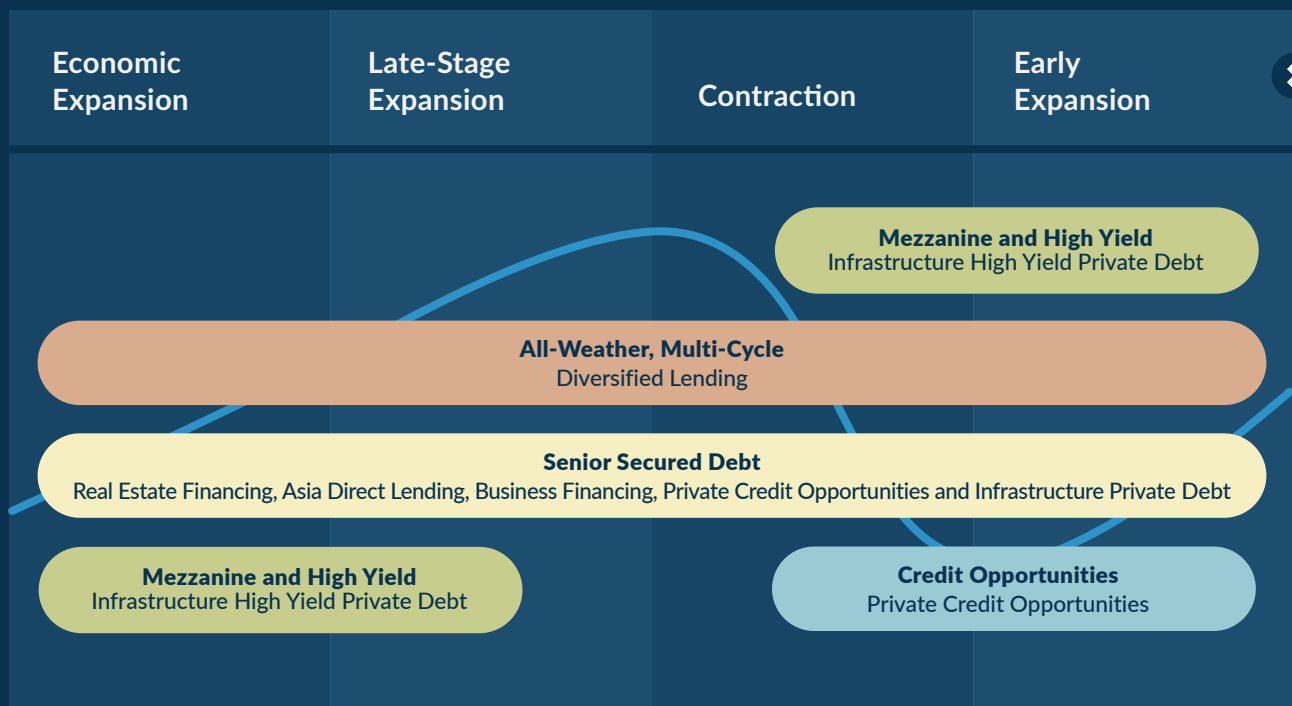 Economic
Expansion
Late-Stage
Expansion
Contraction
Early
Expansion
Mezzanine and High Yield
Infrastructure High Yield Private Debt
All-Weather, Multi-Cycle
Diversified Lending
Senior Secured Debt
Real Estate Financing, Asia Direct Lending, Business Financing, Private Credit Opportunities and Infrastructure Private Debt
Mezzanine and High Yield
Infrastructure High Yield Private Debt
Credit Opportunities
Private Credit Opportunities